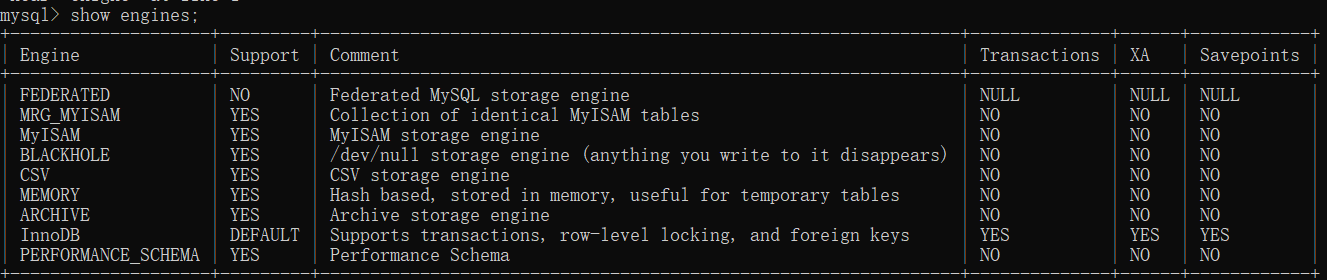 mysql> show engines;
Engine | Support | Comment | Transactions | XA | Savepoints
FEDERATED | NO | Federated MySQL storage engine | NULL | NULL | NULL
MRG_MYISAM | YES | Collection of identical MyISAM tables | NO | NO | NO
MyISAM | YES | MyISAM storage engine | NO | NO | NO
BLACKHOLE | YES | /dev/null storage engine (anything you write to it disappears) | NO | NO | NO
CSV | YES | CSV storage engine | NO | NO | NO
MEMORY | YES | Hash based, stored in memory, useful for temporary tables | NO | NO | NO
ARCHIVE | YES | Archive storage engine | NO | NO | NO
InnoDB | DEFAULT | Supports transactions, row-level locking, and foreign keys | YES | YES | YES
PERFORMANCE_SCHEMA | YES | Performance Schema | NO | NO | NO